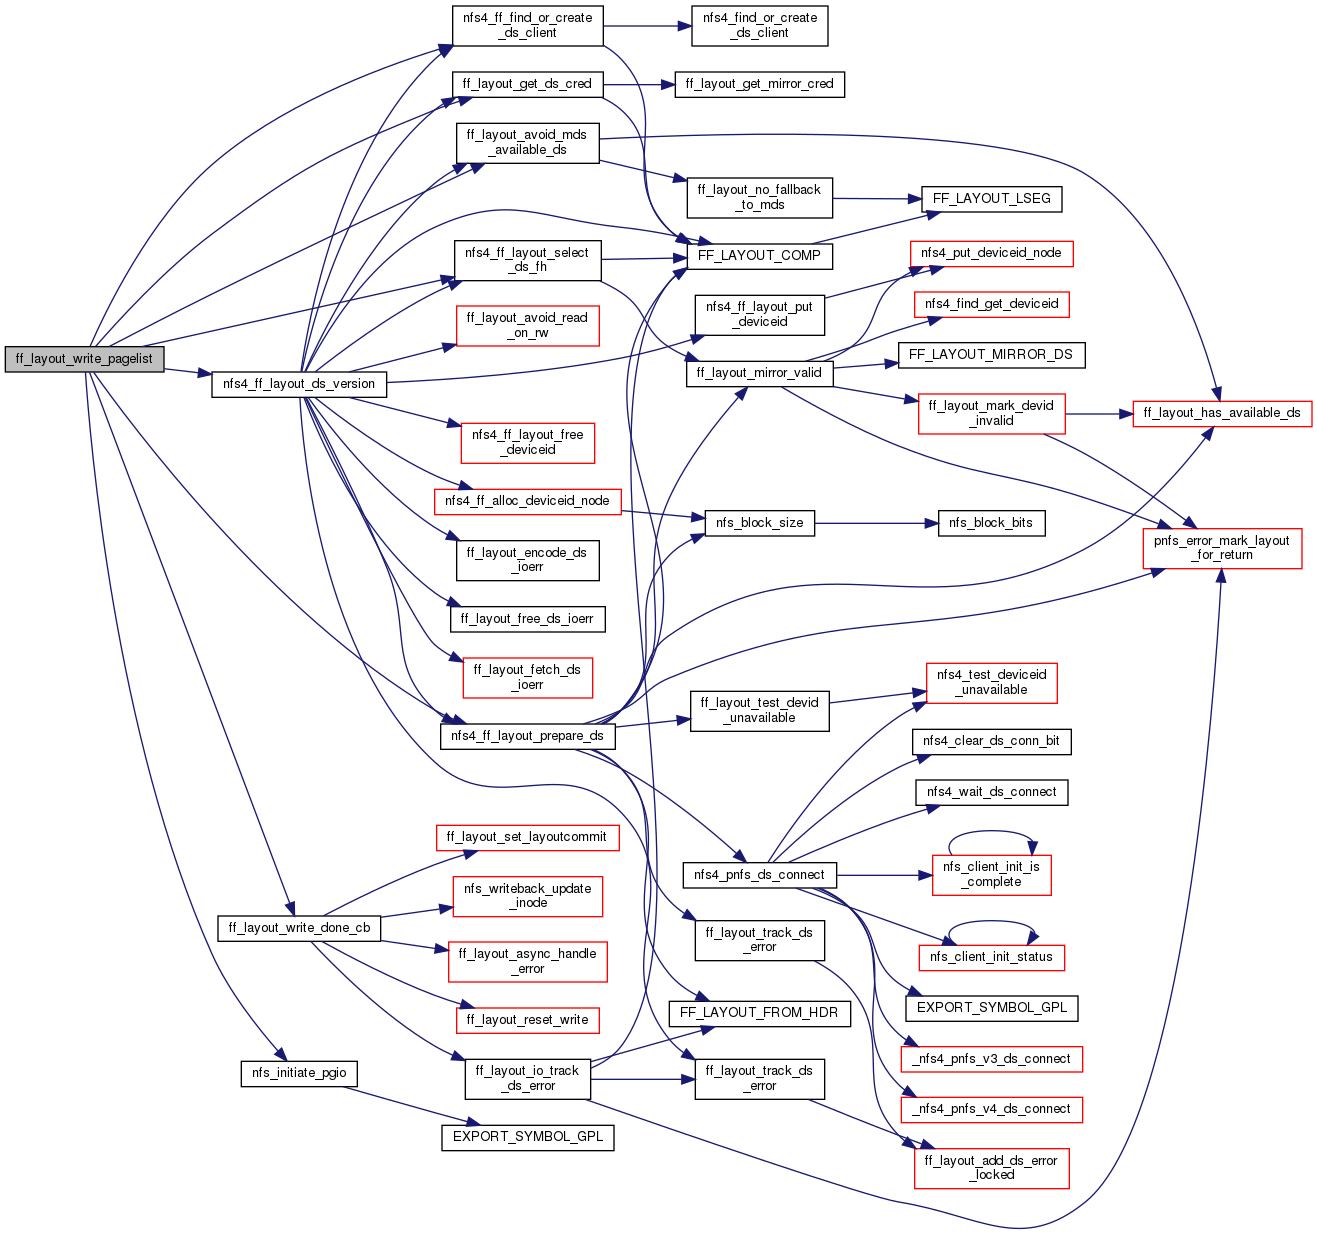 ff_layout_write_pagelist
nfs4_ff_find_or_create
_ds_client
ff_layout_get_ds_cred
ff_layout_avoid_mds
_available_ds
nfs4_ff_layout_select
_ds_fh
ff_layout_avoid_read
_on_rw
nfs4_ff_layout_ds_version
nfs4_ff_layout_free
_deviceid
nfs4_ff_alloc_deviceid_node
ff_layout_encode_ds
_ioerr
ff_layout_free_ds_ioerr
ff_layout_fetch_ds
_ioerr
nfs4_ff_layout_prepare_ds
ff_layout_set_layoutcommit
nfs_writeback_update
_inode
ff_layout_write_done_cb
ff_layout_async_handle
_error
ff_layout_reset_write
nfs_initiate_pgio
ff_layout_io_track
_ds_error
EXPORT_SYMBOL_GPL
nfs4_find_or_create
_ds_client
ff_layout_get_mirror_cred
ff_layout_no_fallback
_to_mds
FF_LAYOUT_COMP
nfs4_ff_layout_put
_deviceid
ff_layout_mirror_valid
nfs_block_size
ff_layout_test_devid
_unavailable
nfs4_pnfs_ds_connect
ff_layout_track_ds
_error
FF_LAYOUT_FROM_HDR
ff_layout_track_ds
_error
FF_LAYOUT_LSEG
nfs4_put_deviceid_node
nfs4_find_get_deviceid
FF_LAYOUT_MIRROR_DS
ff_layout_mark_devid
_invalid
nfs_block_bits
nfs4_test_deviceid
_unavailable
nfs4_clear_ds_conn_bit
nfs4_wait_ds_connect
nfs_client_init_is
_complete
nfs_client_init_status
EXPORT_SYMBOL_GPL
_nfs4_pnfs_v3_ds_connect
_nfs4_pnfs_v4_ds_connect
ff_layout_add_ds_error
_locked
ff_layout_has_available_ds
pnfs_error_mark_layout
_for_return